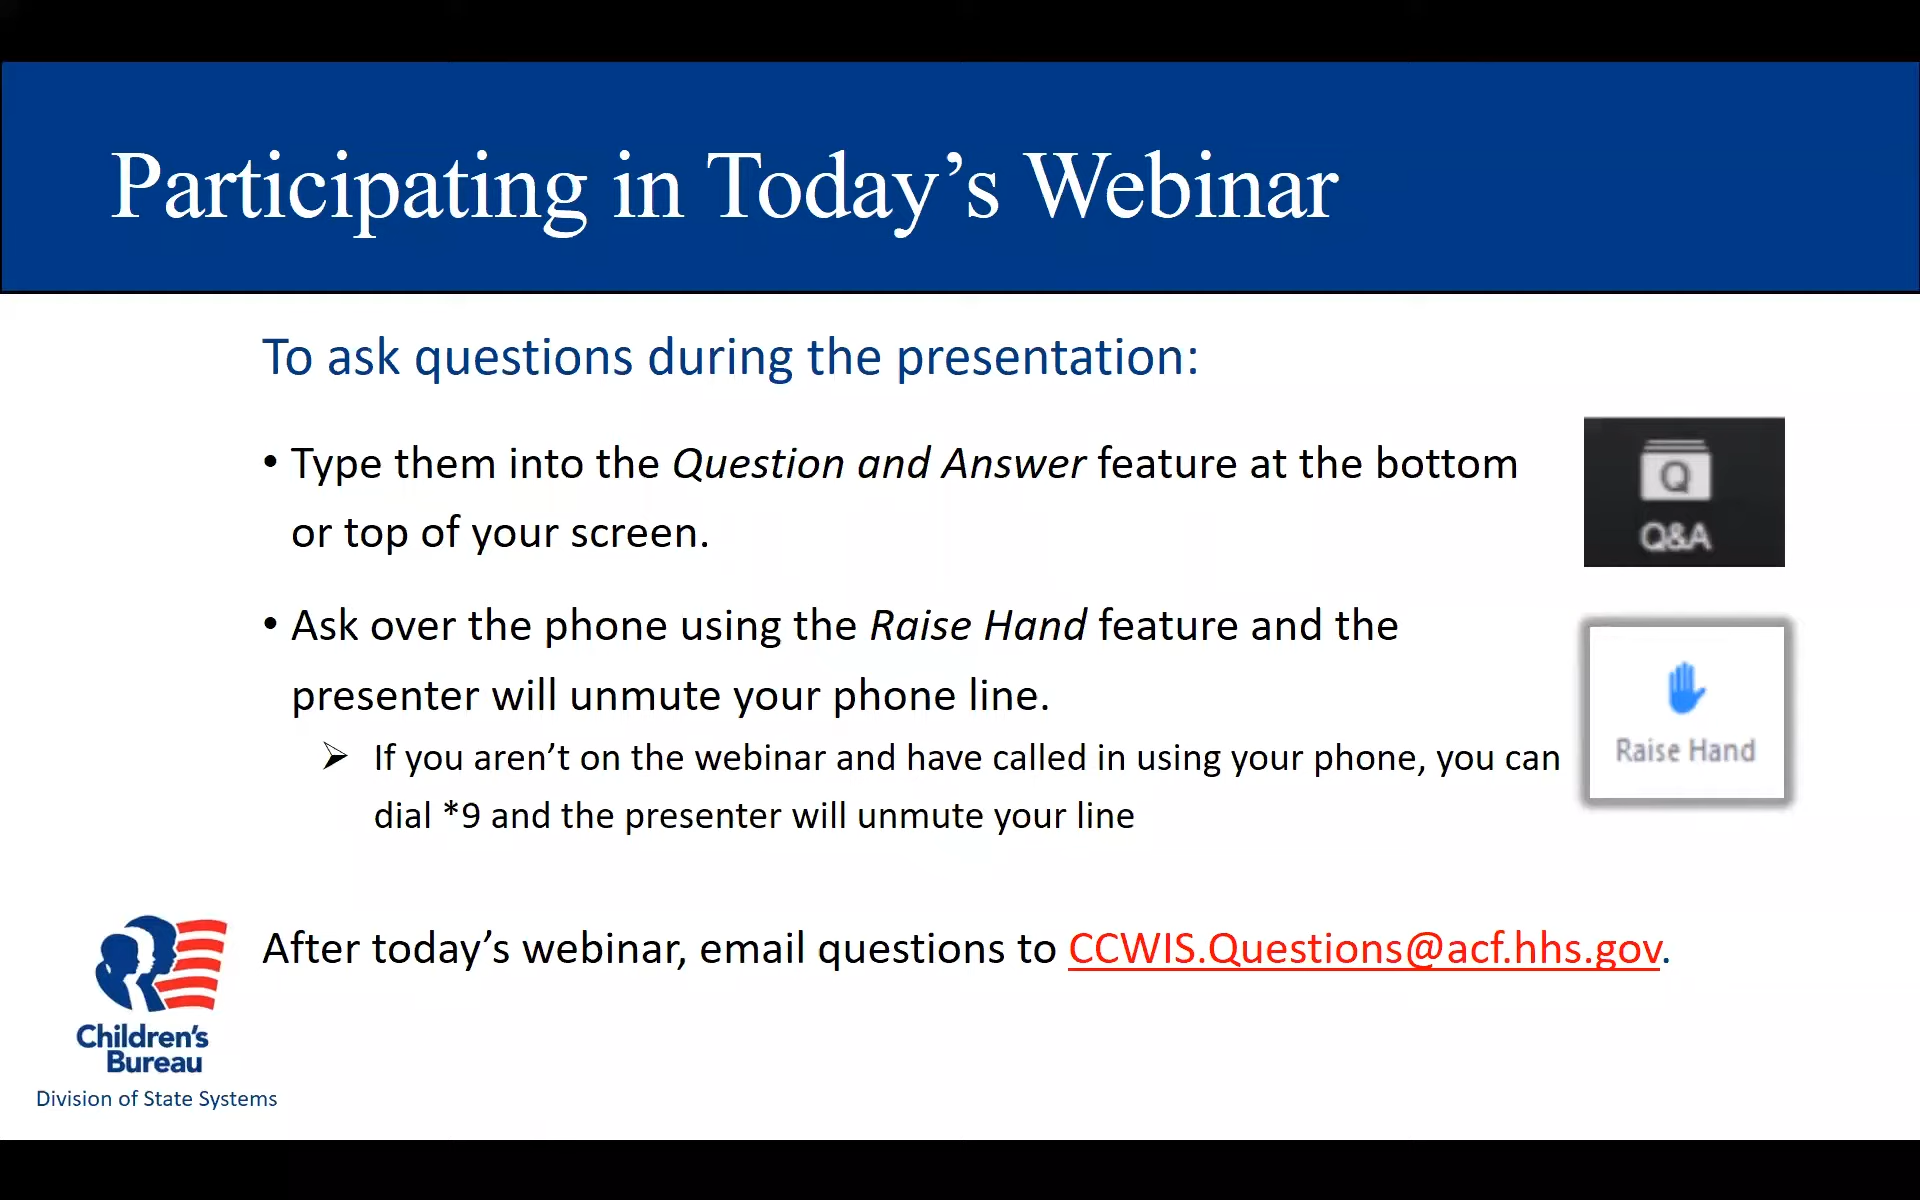 Participating in Today’s Webinar
To ask questions during the presentation:
• Type them into the Question and Answer feature at the bottom
or top of your screen.
Q
Q&A
• Ask over the phone using the Raise Hand feature and the
presenter will unmute your phone line.
➢ If you aren’t on the webinar and have called in using your phone, you can
dial *9 and the presenter will unmute your line
Raise Hand
After today’s webinar, email questions to CCWIS.Questions@acf.hhs.gov.
Children’s
Bureau
Division of State Systems